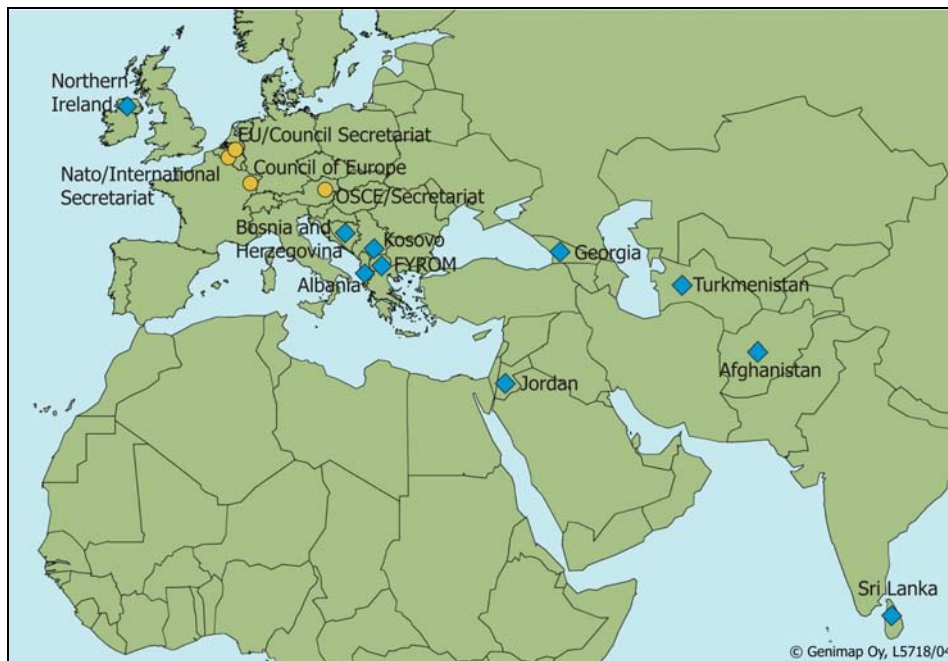 Northern
Ireland
EU/Council Secretariat
Nato/International
Secretariat
Council of Europe
OSCE/Secretariat
Bosnia and
Herzegovina
Kosovo
FYROM
Albania
Georgia
Turkmenistan
Afghanistan
Jordan
Sri Lanka
© Genimap Oy, L5718/0